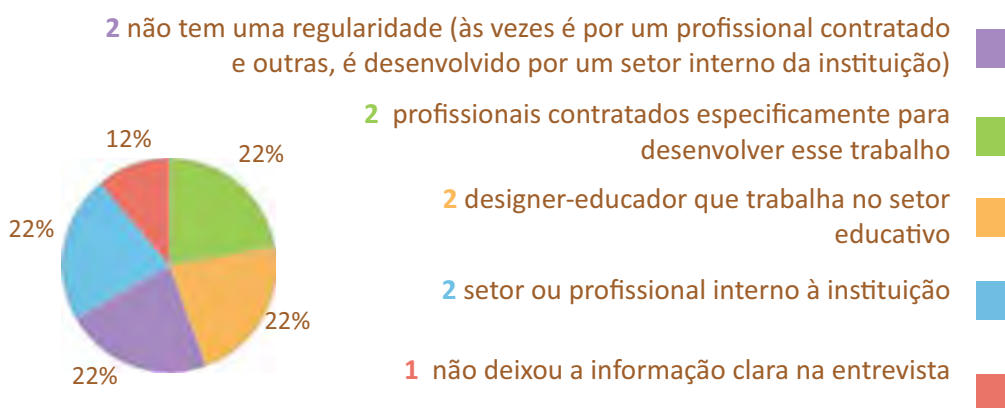 2 não tem uma regularidade (às vezes é por um profissional contratado
e outras, é desenvolvido por um setor interno da instituição)
2 profissionais contratados especificamente para
desenvolver esse trabalho
2 designer-educador que trabalha no setor
educativo
2 setor ou profissional interno à instituição
1 não deixou a informação clara na entrevista
12%
22%
22%
22%
22%